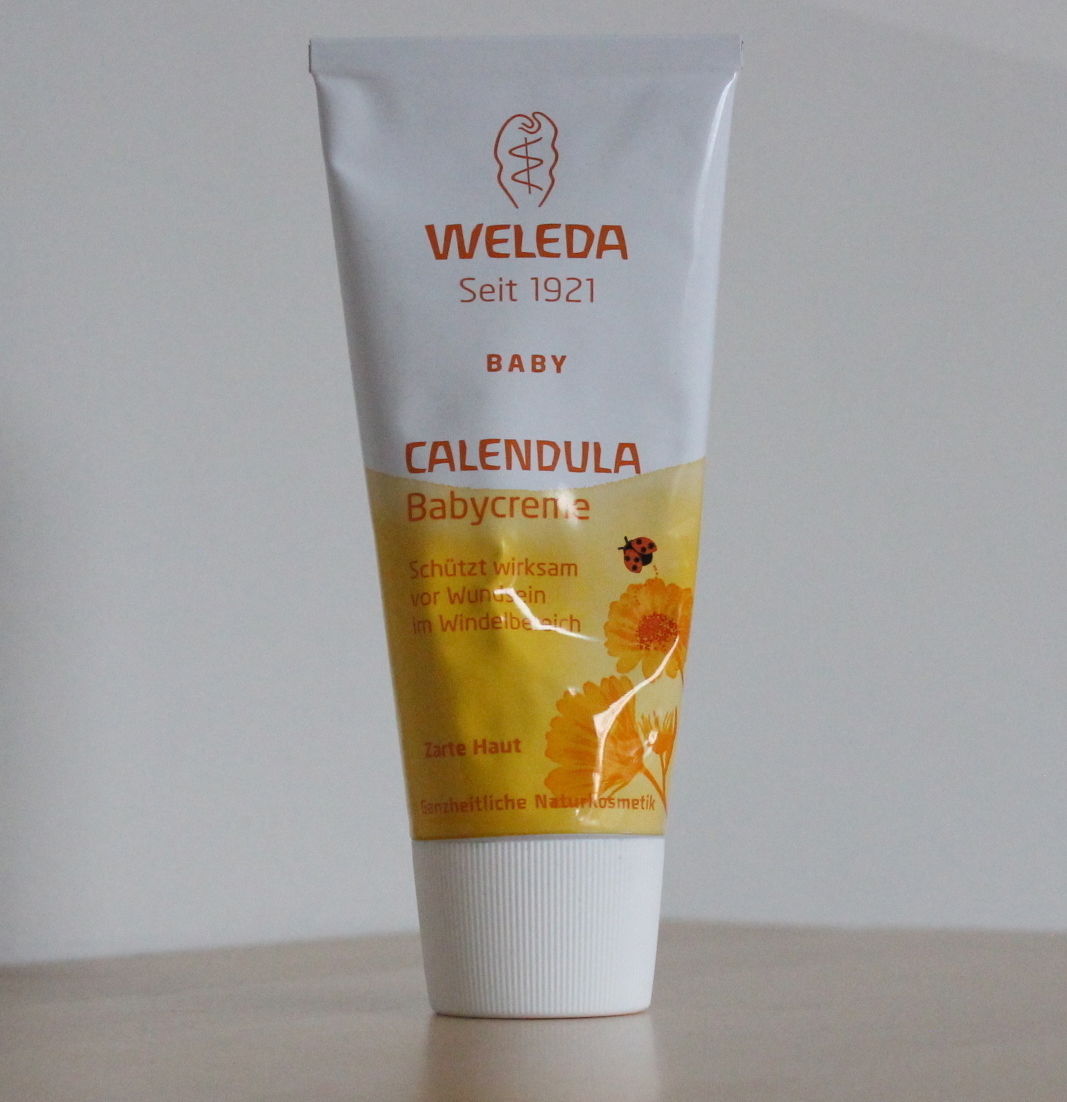 WELEDA
Seit 1921
BABY
CALENDULA
Babycreme
Schützt wirksam
vor Wundsein
im Windelbereich
Zarte Haut
Ganzheitliche Naturkosmetik